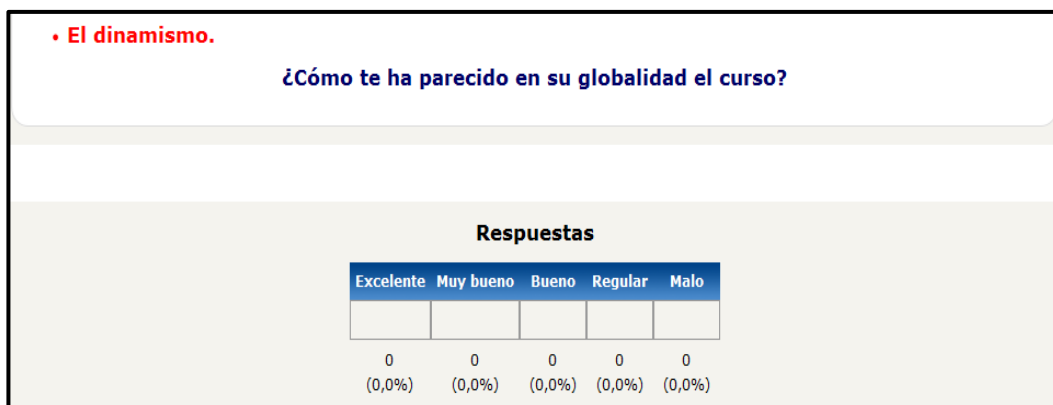 • El dinamismo.
¿Cómo te ha parecido en su globalidad el curso?
Respuestas
Excelente Muy bueno Bueno Regular Malo
0 0 0 0 0
(0,0%) (0,0%) (0,0%) (0,0%) (0,0%)